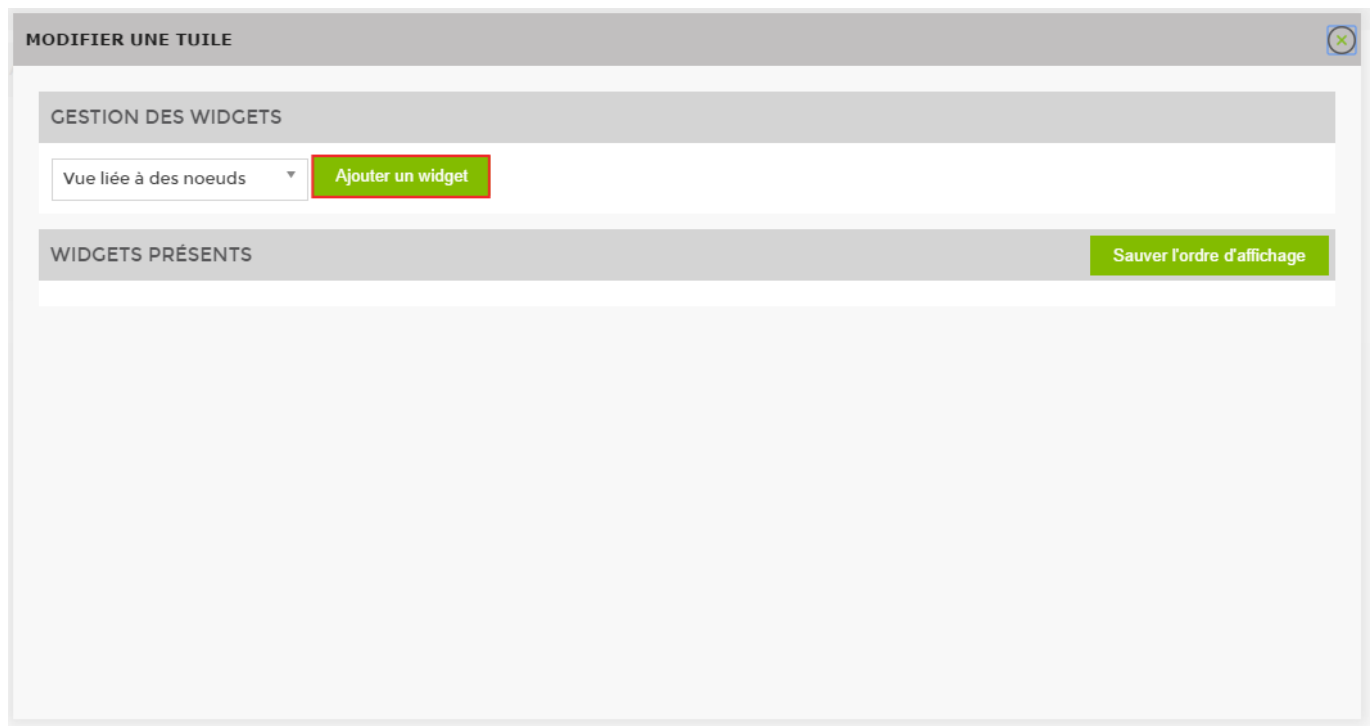 MODIFIER UNE TUILE
GESTION DES WIDGETS
Vue liée à des noeuds
Ajouter un widget
WIDGETS PRÉSENTS
Sauver l'ordre d'affichage